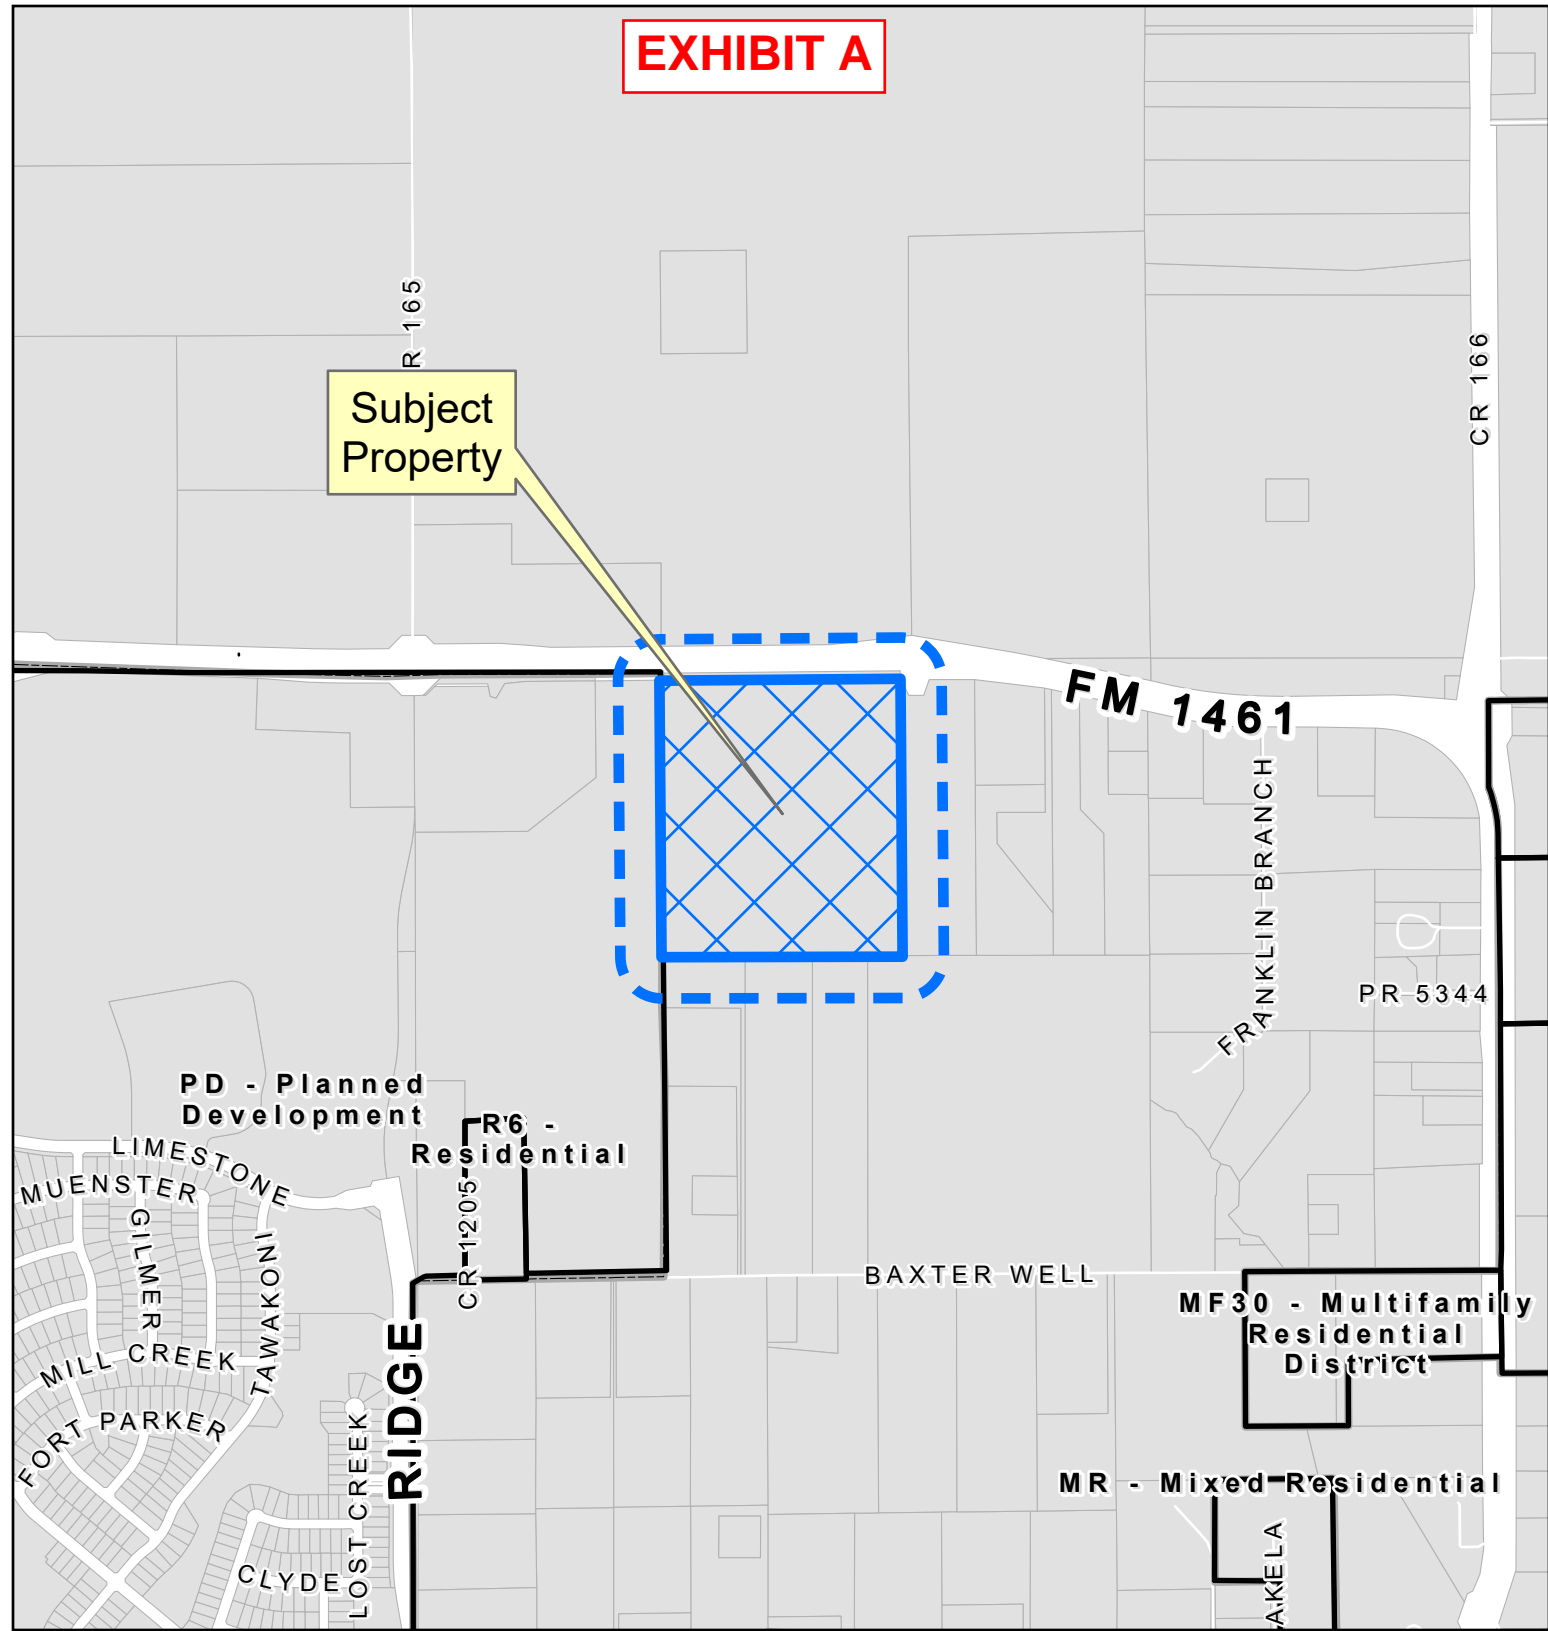 EXHIBIT A
R 165
CR 166
Subject
Property
FM 1461
FRANKLIN BRANCH
PR 5344
PD - Planned
Development
R6 -
Residential
LIMESTONE
MUENSTER
GILMER
TAWAKONI
CR 1205
BAXTER WELL
MF30 - Multifamily
Residential
District
MILL CREEK
RIDGE
FORT PARKER
LOST CREEK
MR - Mixed Residential
CLYDE
AKELA